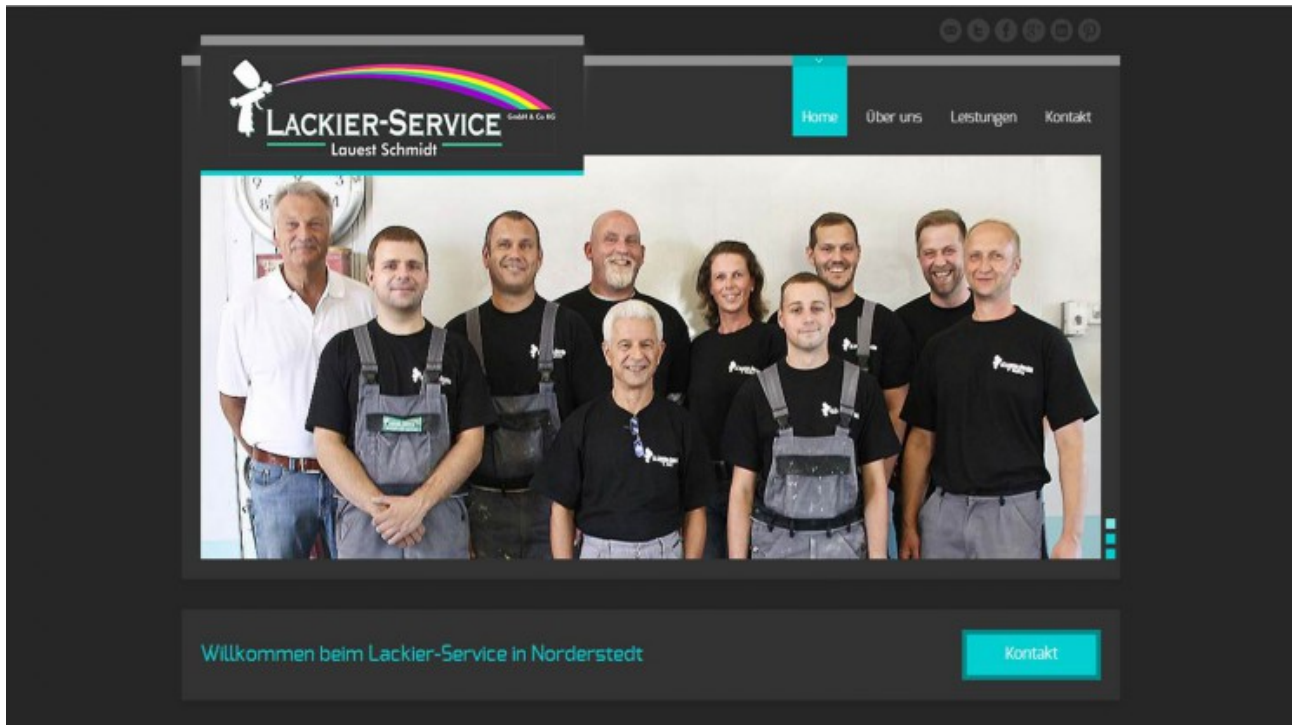 LACKIER-SERVICE GmbH & Co KG
Lauest Schmidt
Home Über uns Leistungen Kontakt
Willkommen beim Lackier-Service in Norderstedt
Kontakt